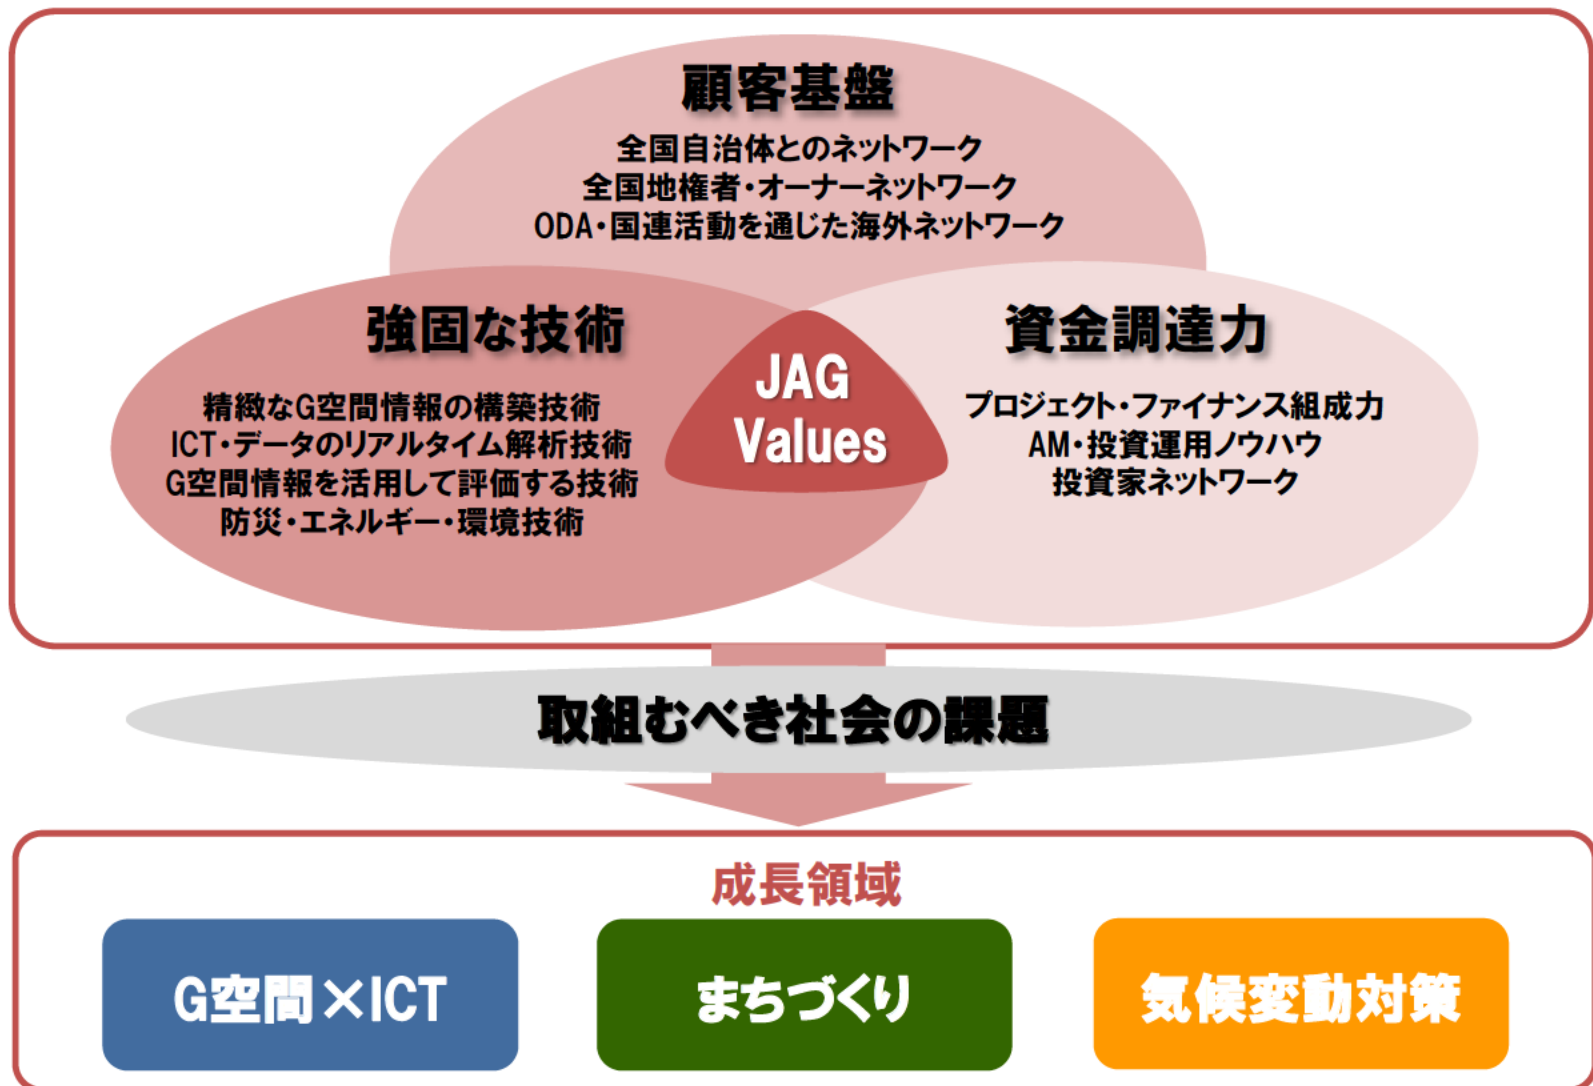 顧客基盤
全国自治体とのネットワーク
全国地権者・オーナーネットワーク
ODA・国連活動を通じた海外ネットワーク
強固な技術
精緻なG空間情報の構築技術
ICT・データのリアルタイム解析技術
G空間情報を活用して評価する技術
防災・エネルギー・環境技術
JAG
Values
資金調達力
プロジェクト・ファイナンス組成力
AM・投資運用ノウハウ
投資家ネットワーク
取組むべき社会の課題
成長領域
G空間×ICT
まちづくり
気候変動対策